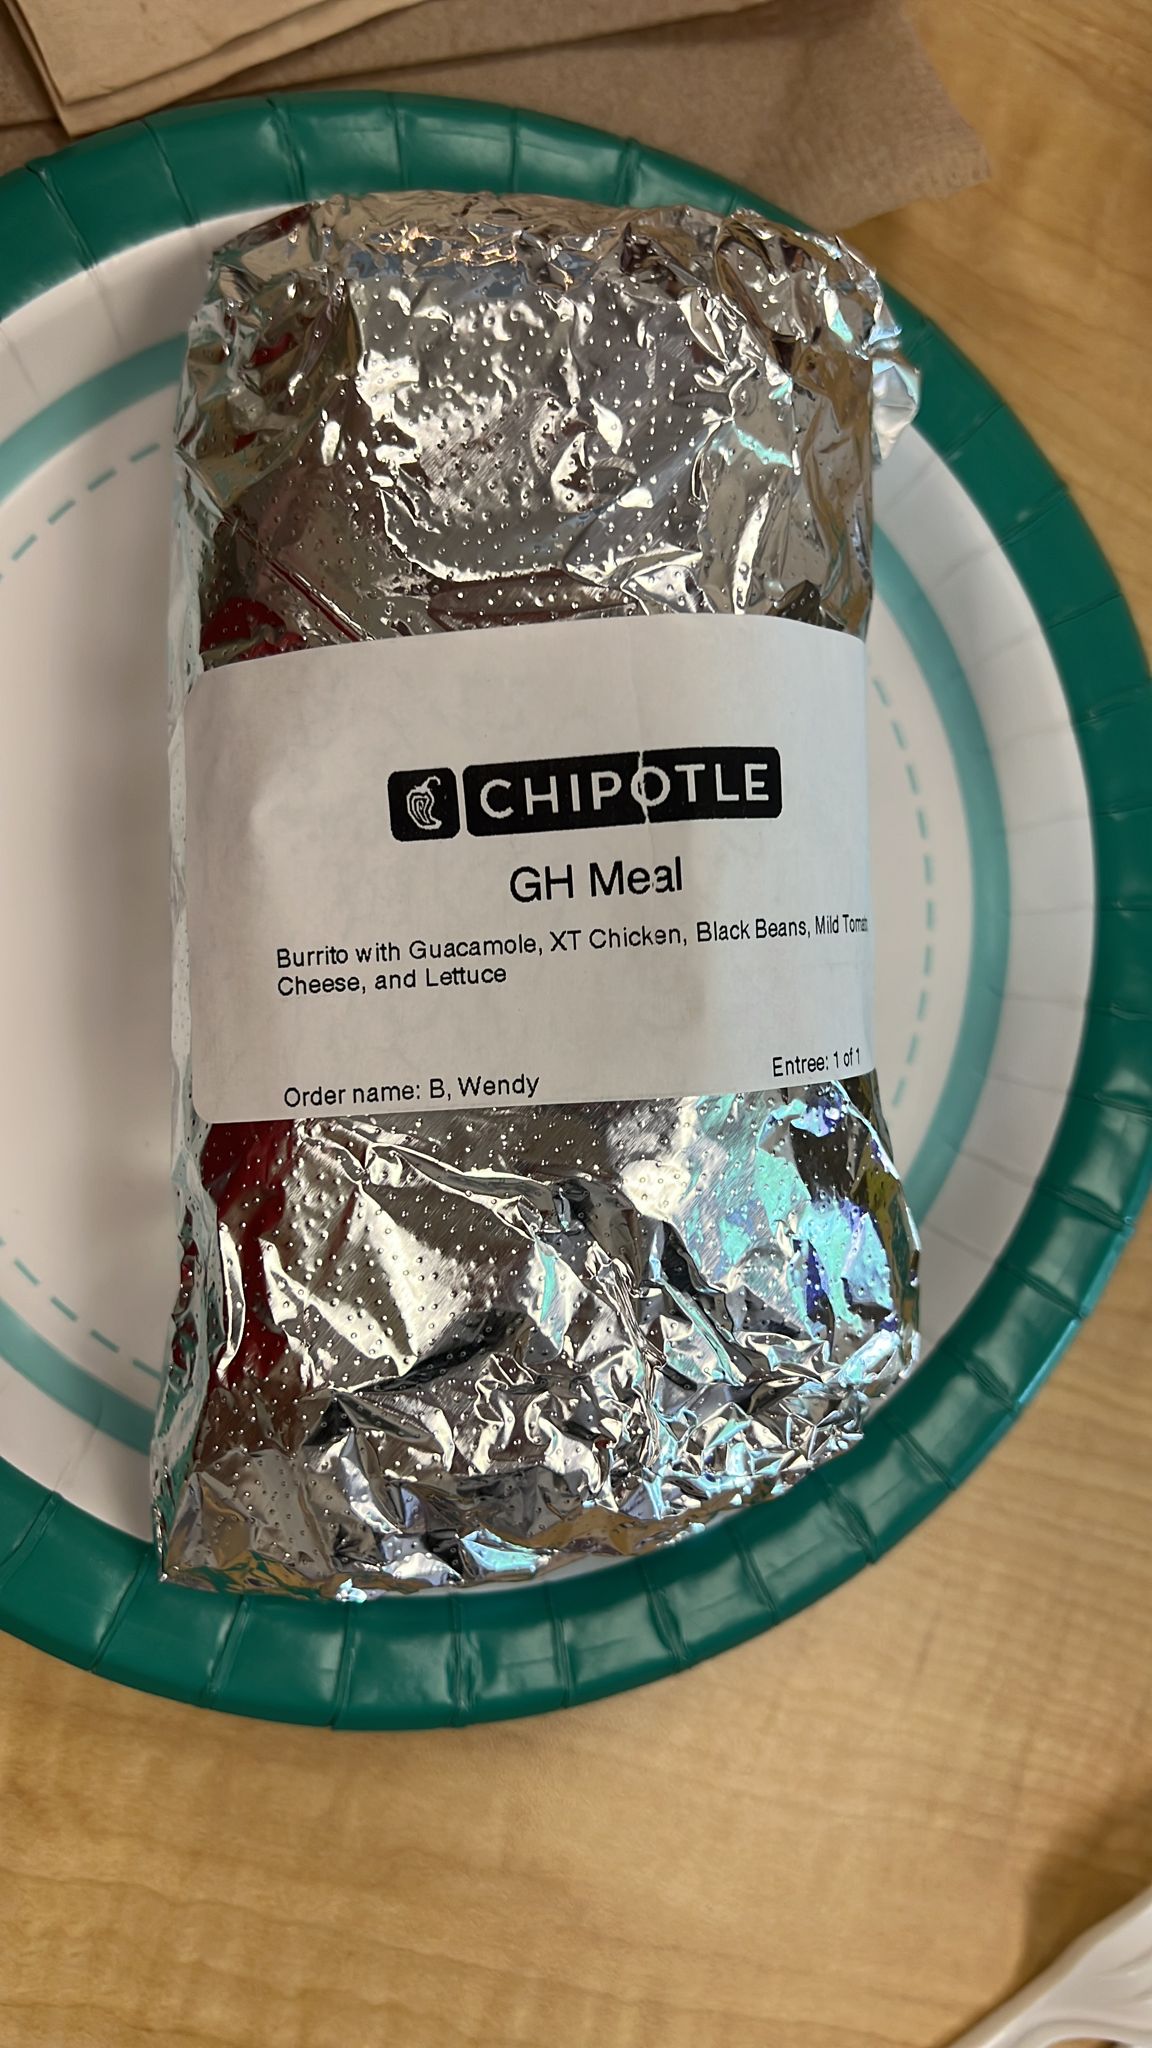 CHIPOTLE
GH Meal
Burrito with Guacamole, XT Chicken, Black Beans, Mild
Cheese, and Lettuce
Entree: 1 of 1
Order name: B, Wendy